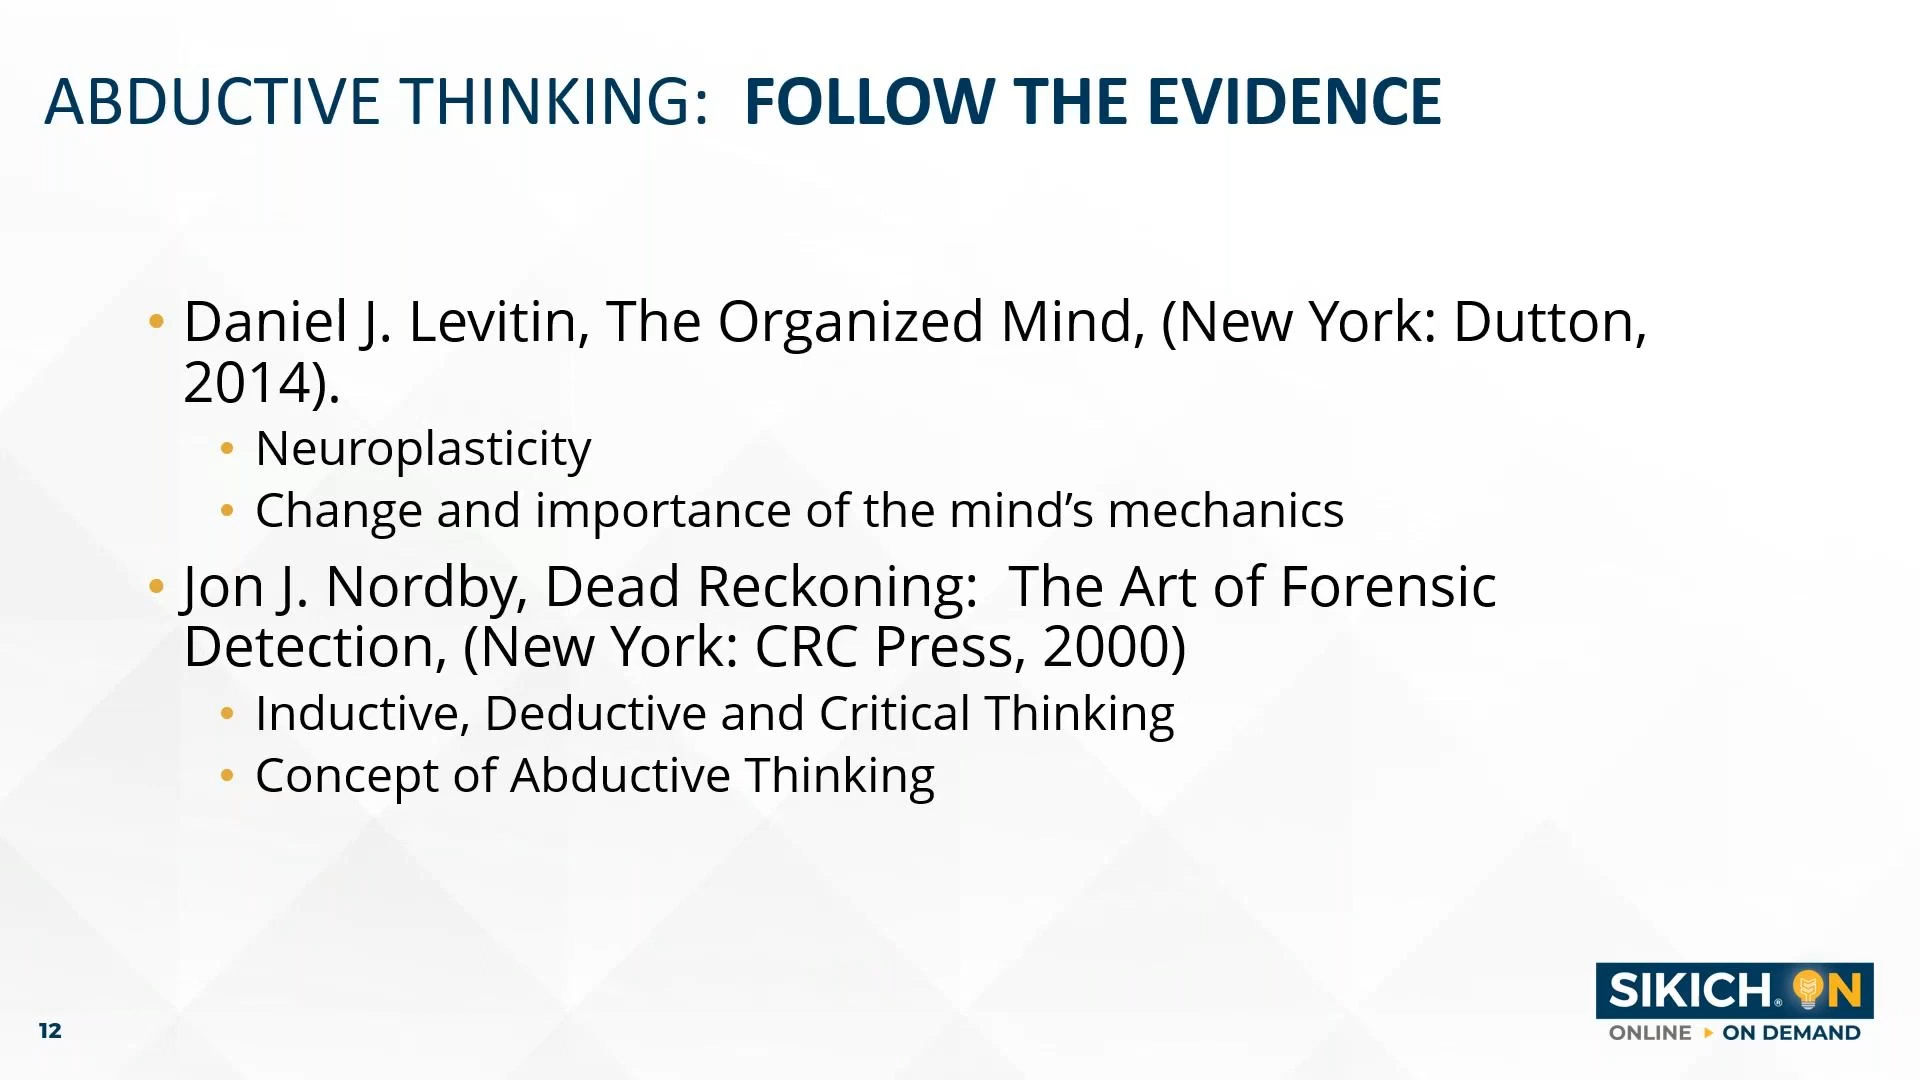 ABDUCTIVE THINKING:  FOLLOW THE EVIDENCE
• Daniel J. Levitin, The Organized Mind, (New York: Dutton,
2014).
• Neuroplasticity
• Change and importance of the mind’s mechanics
• Jon J. Nordby, Dead Reckoning:  The Art of Forensic
Detection, (New York: CRC Press, 2000)
• Inductive, Deductive and Critical Thinking
• Concept of Abductive Thinking
SIKICH® ON
ONLINE ▸ ON DEMAND
12